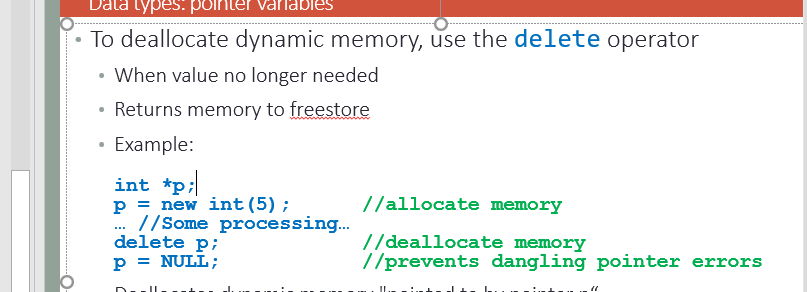 Data types: pointer variables
• To deallocate dynamic memory, use the delete operator
• When value no longer needed
• Returns memory to freestore
• Example:
int *p;
p = new int(5); //allocate memory
… //Some processing…
delete p; //deallocate memory
p = NULL; //prevents dangling pointer errors
Deallocates dynamic memory "pointed to by pointer p“